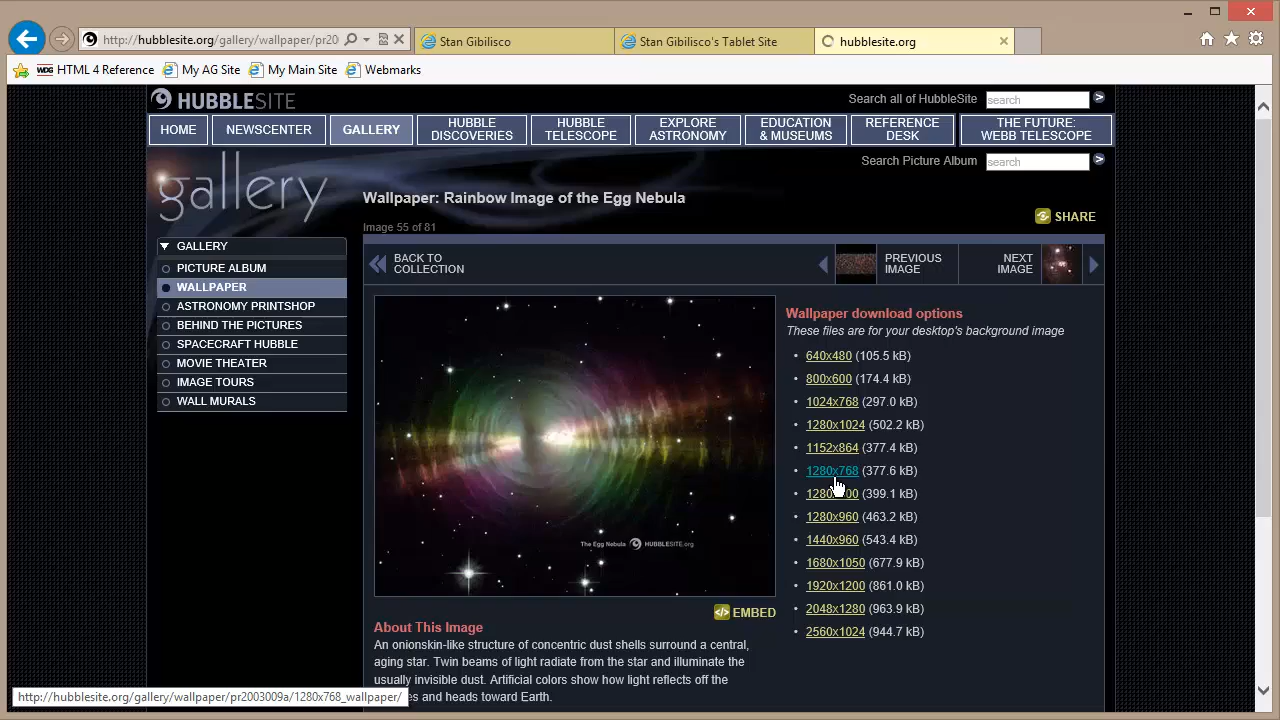 http://hubblesite.org/gallery/wallpaper/pr20
Stan Gibilisco
Stan Gibilisco's Tablet Site
hubblesite.org
HTML 4 Reference
My AG Site
My Main Site
Webmarks
HUBBLESITE
Search all of HubbleSite
search
HOME
NEWSCENTER
GALLERY
HUBBLE DISCOVERIES
HUBBLE TELESCOPE
EXPLORE ASTRONOMY
EDUCATION & MUSEUMS
REFERENCE DESK
THE FUTURE: WEBB TELESCOPE
Search Picture Album
search
gallery
Wallpaper: Rainbow Image of the Egg Nebula
SHARE
Image 55 of 81
GALLERY
PICTURE ALBUM
WALLPAPER
ASTRONOMY PRINTSHOP
BEHIND THE PICTURES
SPACECRAFT HUBBLE
MOVIE THEATER
IMAGE TOURS
WALL MURALS
BACK TO COLLECTION
PREVIOUS IMAGE
NEXT IMAGE
Wallpaper download options
These files are for your desktop's background image
640x480 (105.5 kB)
800x600 (174.4 kB)
1024x768 (297.0 kB)
1280x1024 (502.2 kB)
1152x864 (377.4 kB)
1280x768 (377.6 kB)
(399.1 kB)
1280x960 (463.2 kB)
1440x960 (543.4 kB)
1680x1050 (677.9 kB)
1920x1200 (861.0 kB)
2048x1280 (963.9 kB)
2560x1024 (944.7 kB)
The Egg Nebula HUBBLESITE.org
EMBED
About This Image
An onionskin-like structure of concentric dust shells surround a central,
aging star. Twin beams of light radiate from the star and illuminate the
usually invisible dust. Artificial colors show how light reflects off the
and heads toward Earth.
http://hubblesite.org/gallery/wallpaper/pr2003009a/1280x768_wallpaper/